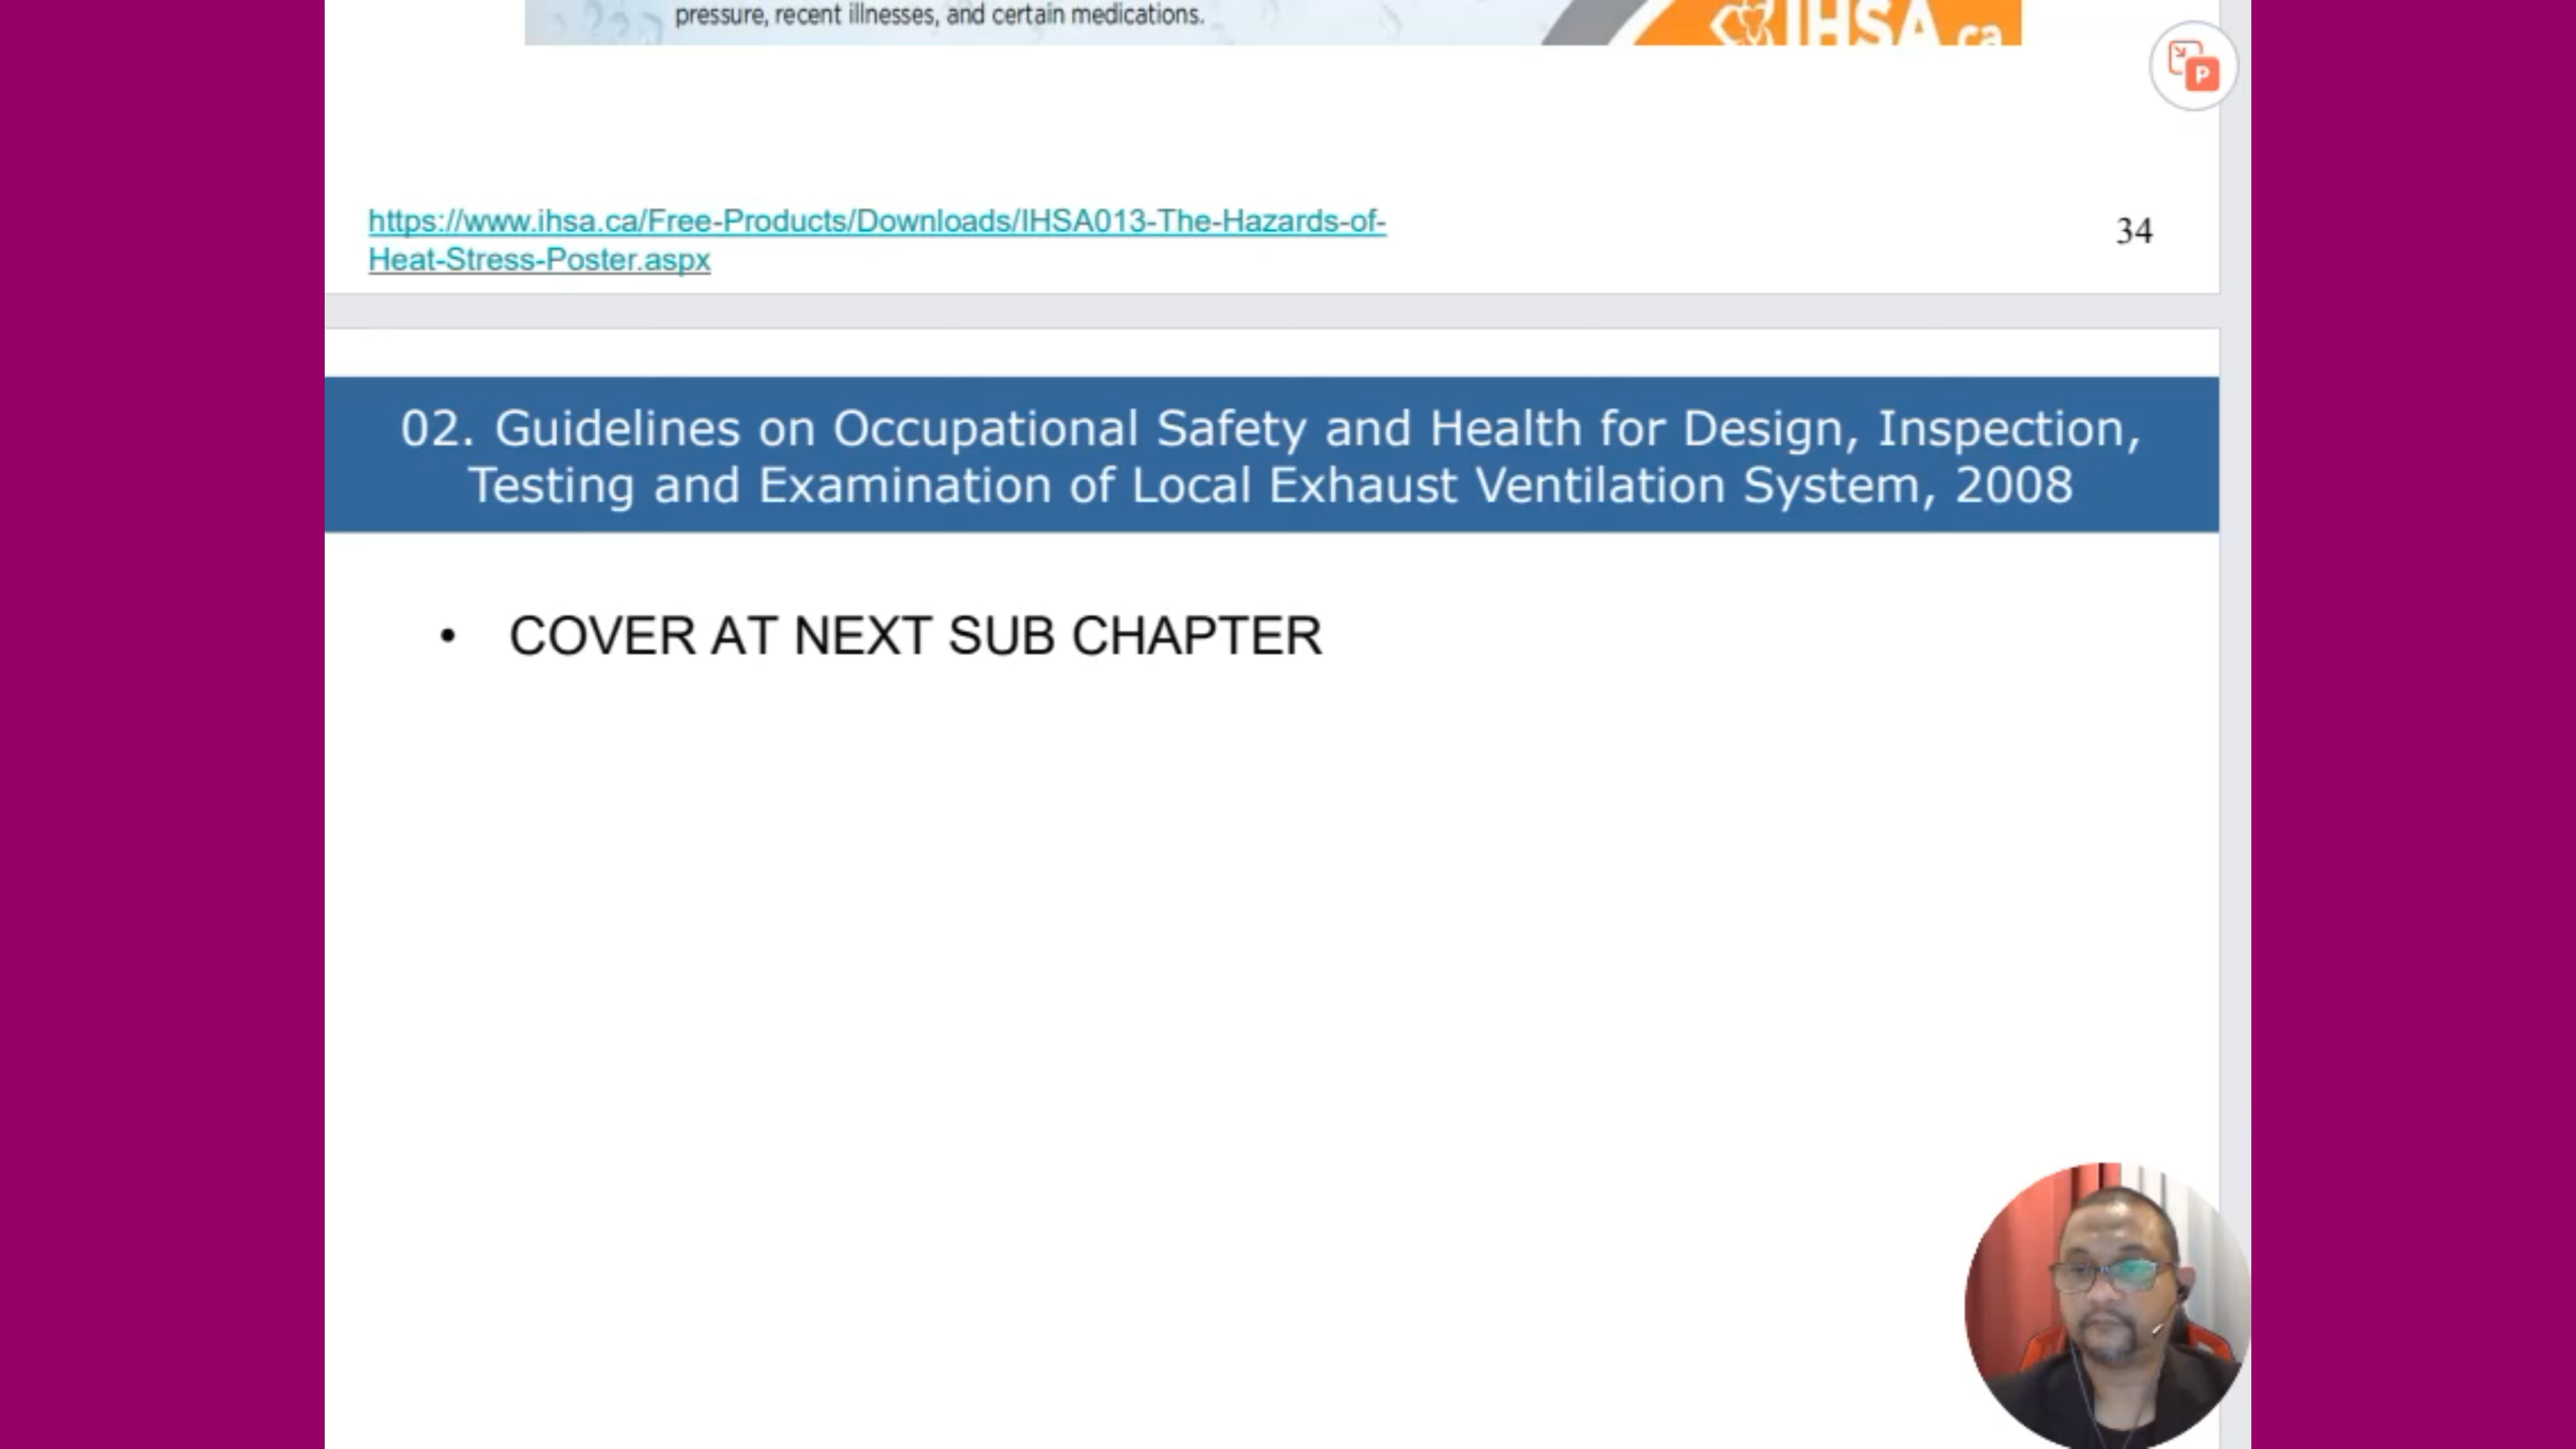 pressure, recent illnesses, and certain medications.
IHSA.ca
P
https://www.ihsa.ca/Free-Products/Downloads/IHSA013-The-Hazards-of-
Heat-Stress-Poster.aspx
34
02. Guidelines on Occupational Safety and Health for Design, Inspection,
Testing and Examination of Local Exhaust Ventilation System, 2008
• COVER AT NEXT SUB CHAPTER